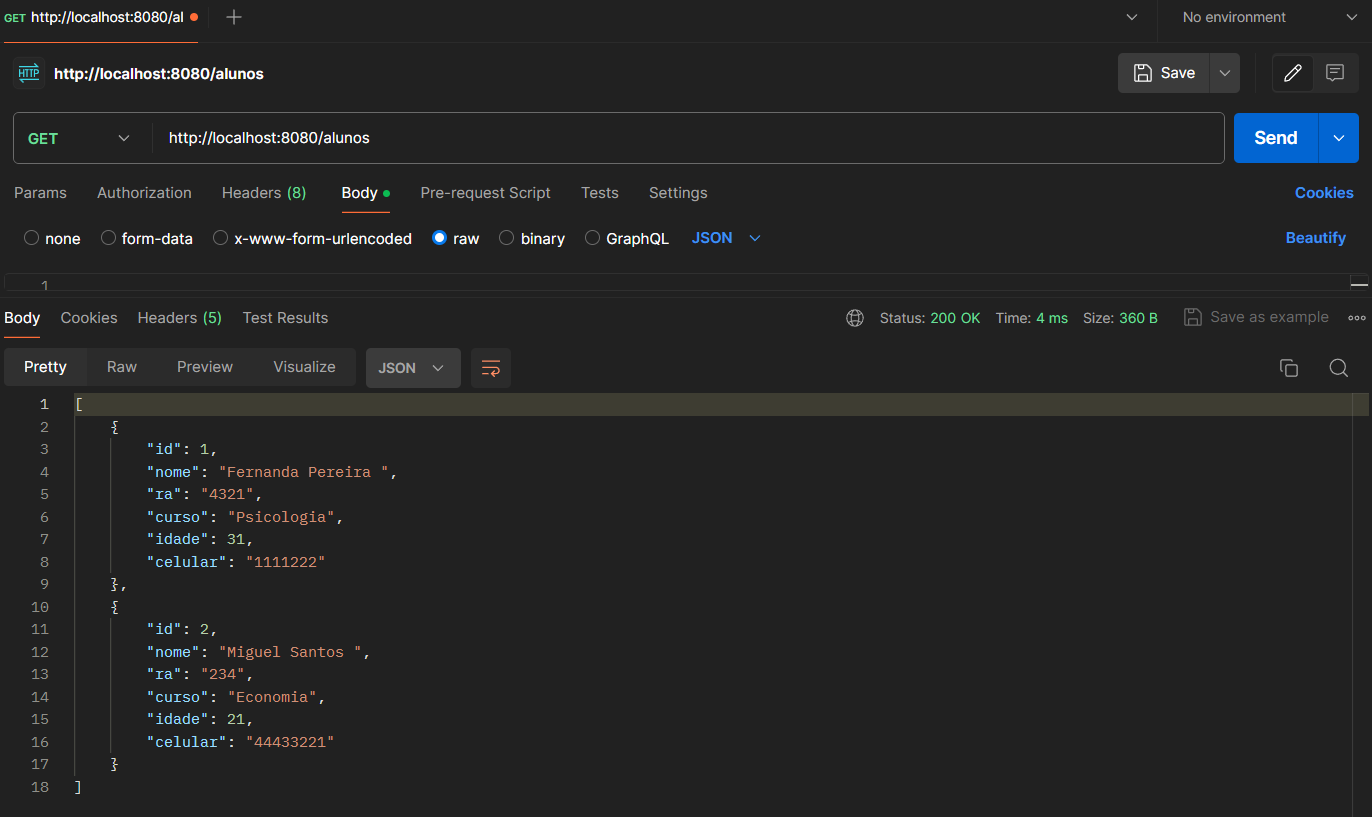 GET http://localhost:8080/al
No environment
HTTP http://localhost:8080/alunos
Save
GET http://localhost:8080/alunos
Send
Params Authorization Headers (8) Body Pre-request Script Tests Settings Cookies
none form-data x-www-form-urlencoded raw binary GraphQL JSON Beautify
1
Body Cookies Headers (5) Test Results Status: 200 OK Time: 4 ms Size: 360 B Save as example
Pretty Raw Preview Visualize JSON
1 [
2 {
3 "id": 1,
4 "nome": "Fernanda Pereira ",
5 "ra": "4321",
6 "curso": "Psicologia",
7 "idade": 31,
8 "celular": "1111222"
9 },
10 {
11 "id": 2,
12 "nome": "Miguel Santos ",
13 "ra": "234",
14 "curso": "Economia",
15 "idade": 21,
16 "celular": "44433221"
17 }
18 ]